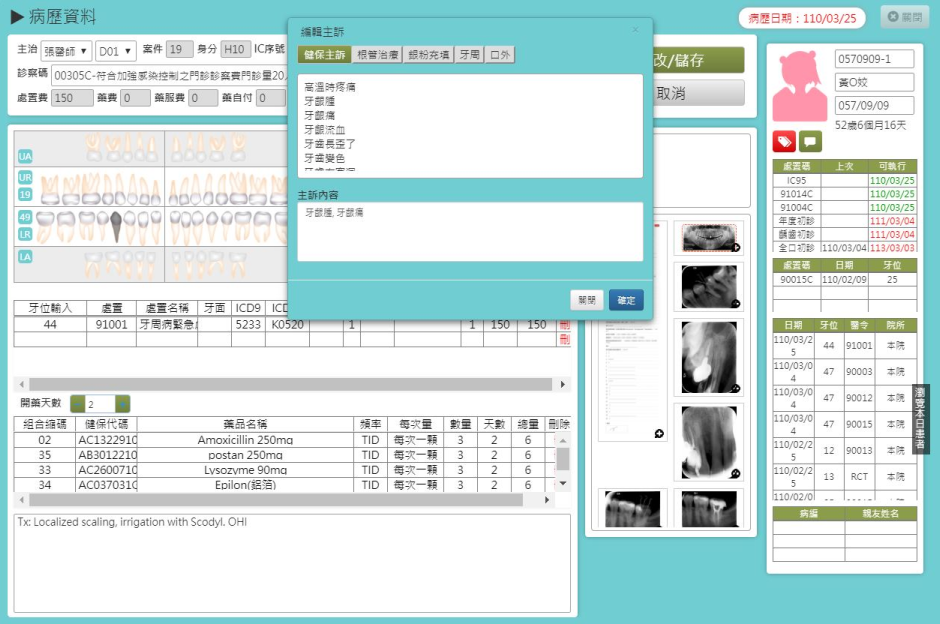 ▶病歷資料
病歷日期：110/03/25
關閉
主治 張醫師 D01 案件 19 身分 H10 IC序號
診察碼 00305C-符合加強感染控制之門診診察費門診量20
處置費 150 藥費 0 藥服費 0 藥自付 0
編輯主訴 ×
健保主訴 根管治療 銀粉充填 牙周 口外
高溫時疼痛
牙齦腫
牙齦痛
牙齦流血
牙齒長歪了
牙齒變色
主訴內容
牙齦腫, 牙齦痛
關閉 確定
改/儲存
取消
0570909-1
黃O姣
057/09/09
52歲6個月16天
UA
UR
19
49
LR
LA
處置碼 上次 可執行
IC95 110/03/25
91014C 110/03/25
91004C 110/03/25
年度初診 111/03/04
齲齒初診 111/03/04
全口初診 110/03/04 113/03/03
處置碼 日期 牙位
90015C 110/02/09 25
牙位輸入 處置 處置名稱 牙面 ICD9
44 91001 牙周病緊急 5233 K0520 1 1 150 150 刪
刪
開藥天數 2
組合編碼 健保代碼 藥品名稱 頻率 每次量 數量 天數 總量 刪除
02 AC1322910 Amoxicillin 250mg TID 每次一顆 3 2 6
35 AB3012210 postan 250mg TID 每次一顆 3 2 6
33 AC2600710 Lysozyme 90mg TID 每次一顆 3 2 6
34 AC037031C Epilon(鋁箔) TID 每次一顆 3 2 6
Tx: Localized scaling, irrigation with Scodyl, OHI
日期 牙位 醫令 院所
110/03/25 44 91001 本院
110/03/04 47 90003 本院
110/03/04 47 90012 本院
110/03/04 47 90015 本院
110/02/25 12 90013 本院
110/02/25 13 RCT 本院
110/02/0
瀏覽本日患者
病編 親友姓名